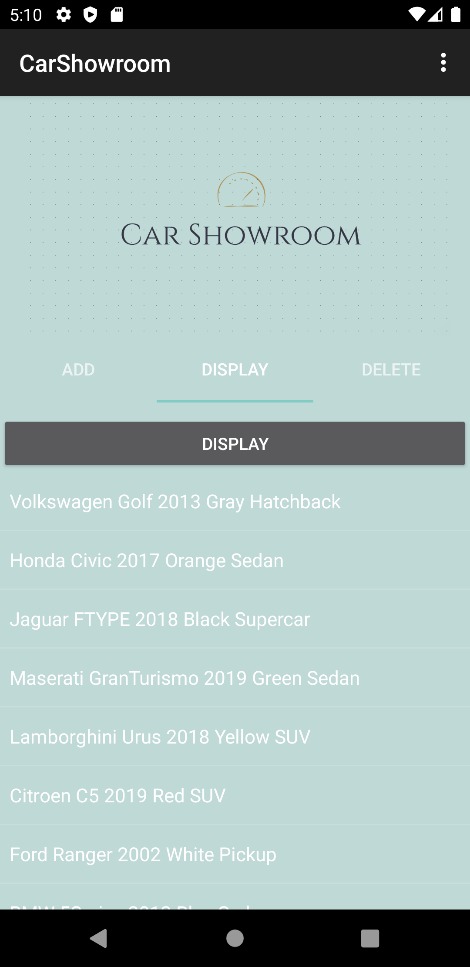 5:10
CarShowroom
CAR SHOWROOM
ADD DISPLAY DELETE
DISPLAY
Volkswagen Golf 2013 Gray Hatchback
Honda Civic 2017 Orange Sedan
Jaguar FTYPE 2018 Black Supercar
Maserati GranTurismo 2019 Green Sedan
Lamborghini Urus 2018 Yellow SUV
Citroen C5 2019 Red SUV
Ford Ranger 2002 White Pickup